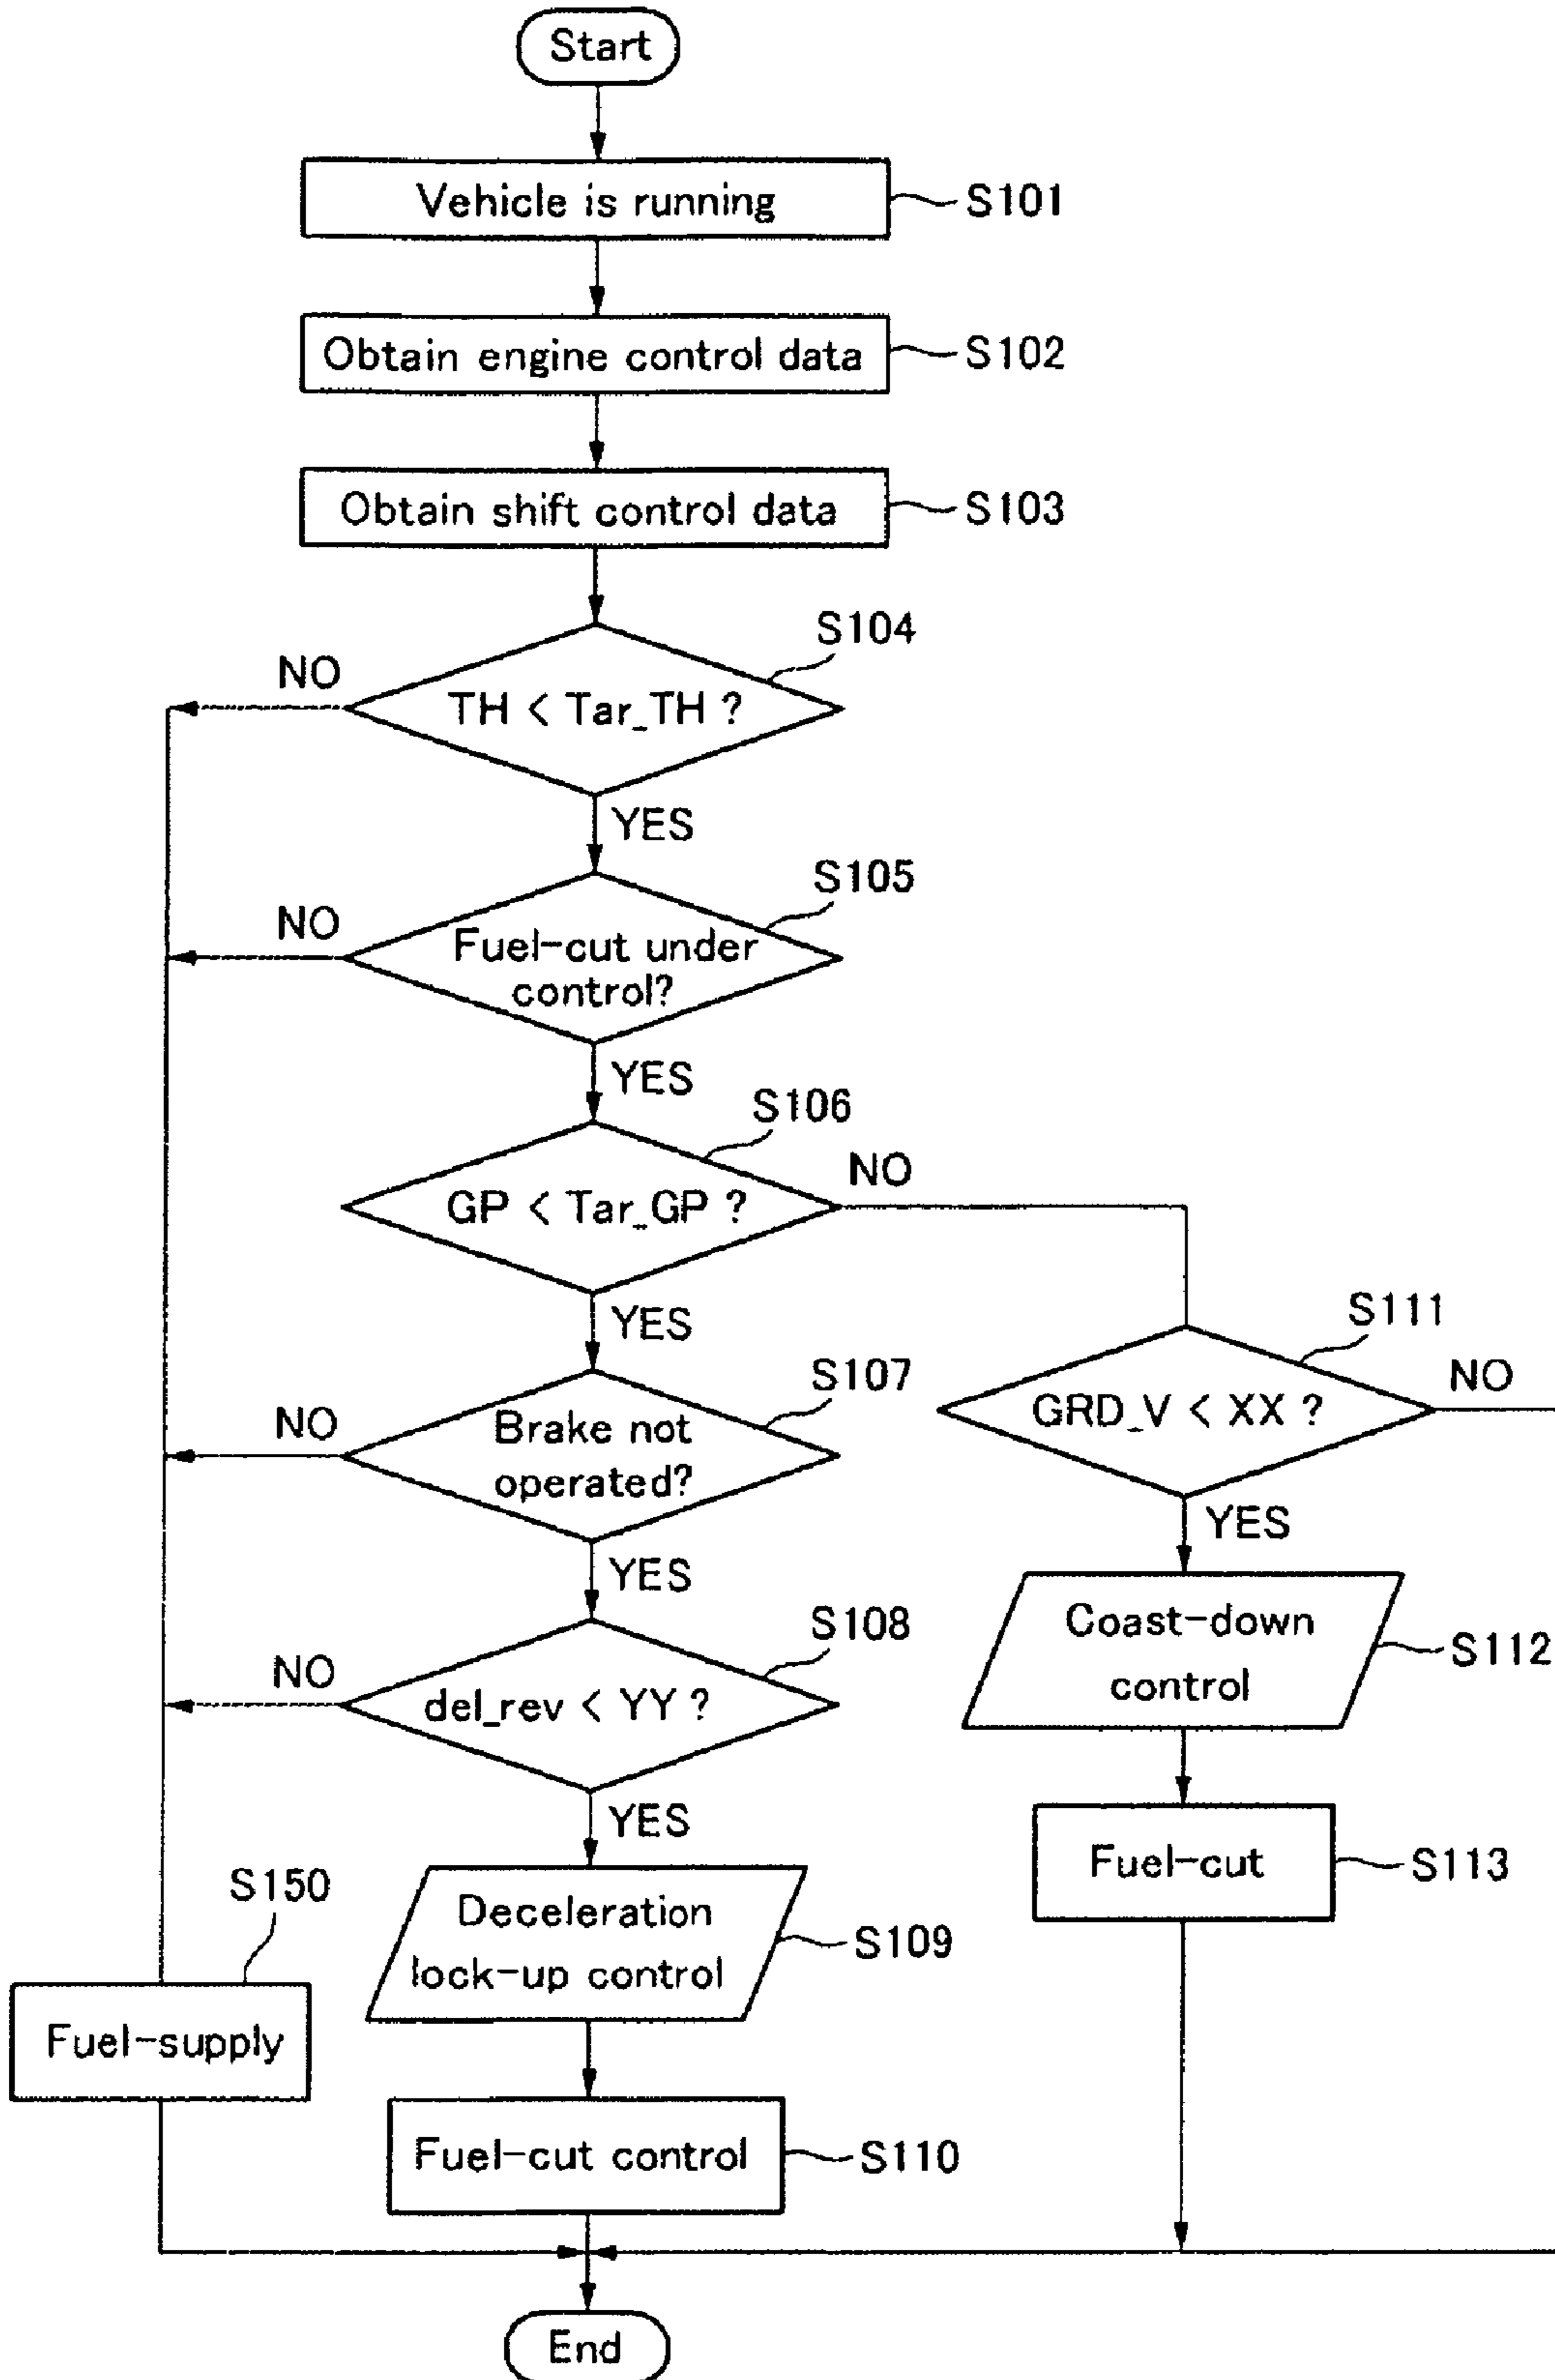 Start
Vehicle is running
S101
Obtain engine control data
S102
Obtain shift control data
S103
S104
NO
TH < Tar_TH ?
YES
S105
NO
Fuel-cut under
control?
YES
S106
NO
GP < Tar_GP ?
YES
S111
NO
GRD_V < XX ?
YES
S107
NO
Brake not
operated?
YES
S108
NO
del_rev < YY ?
YES
Coast-down
control
S112
Fuel-cut
S113
S150
Fuel-supply
Deceleration
lock-up control
S109
Fuel-cut control
S110
End